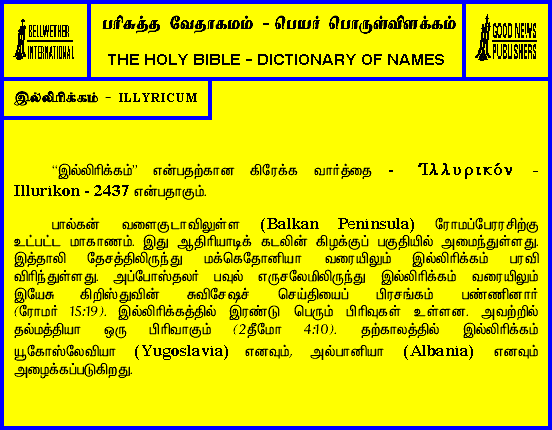 BELLWETHER
INTERNATIONAL
பரிசுத்த வேதாகமம் - பெயர் பொருள்விளக்கம்
THE HOLY BIBLE - DICTIONARY OF NAMES
GOOD NEWS
PUBLISHERS
இல்லிரிக்கம் - ILLYRICUM
“இல்லிரிக்கம்” என்பதற்கான கிரேக்க வார்த்தை - Ἰλλυρικόν -
Illurikon - 2437 என்பதாகும்.
பால்கன் வளைகுடாவிலுள்ள (Balkan Peninsula) ரோமப்பேரரசிற்கு
உட்பட்ட மாகாணம். இது ஆதிரியாடிக் கடலின் கிழக்குப் பகுதியில் அமைந்துள்ளது.
இத்தாலி தேசத்திலிருந்து மக்கெதோனியா வரையிலும் இல்லிரிக்கம் பரவி
விரிந்துள்ளது. அப்போஸ்தலர் பவுல் எருசலேமிலிருந்து இல்லிரிக்கம் வரையிலும்
இயேசு கிறிஸ்துவின் சுவிசேஷச் செய்தியைப் பிரசங்கம் பண்ணினார்
(ரோமர் 15:19). இல்லிரிக்கத்தில் இரண்டு பெரும் பிரிவுகள் உள்ளன. அவற்றில்
தல்மத்தியா ஒரு பிரிவாகும் (2தீமோ 4:10). தற்காலத்தில் இல்லிரிக்கம்
யூகோஸ்லேவியா (Yugoslavia) எனவும், அல்பானியா (Albania) எனவும்
அழைக்கப்படுகிறது.